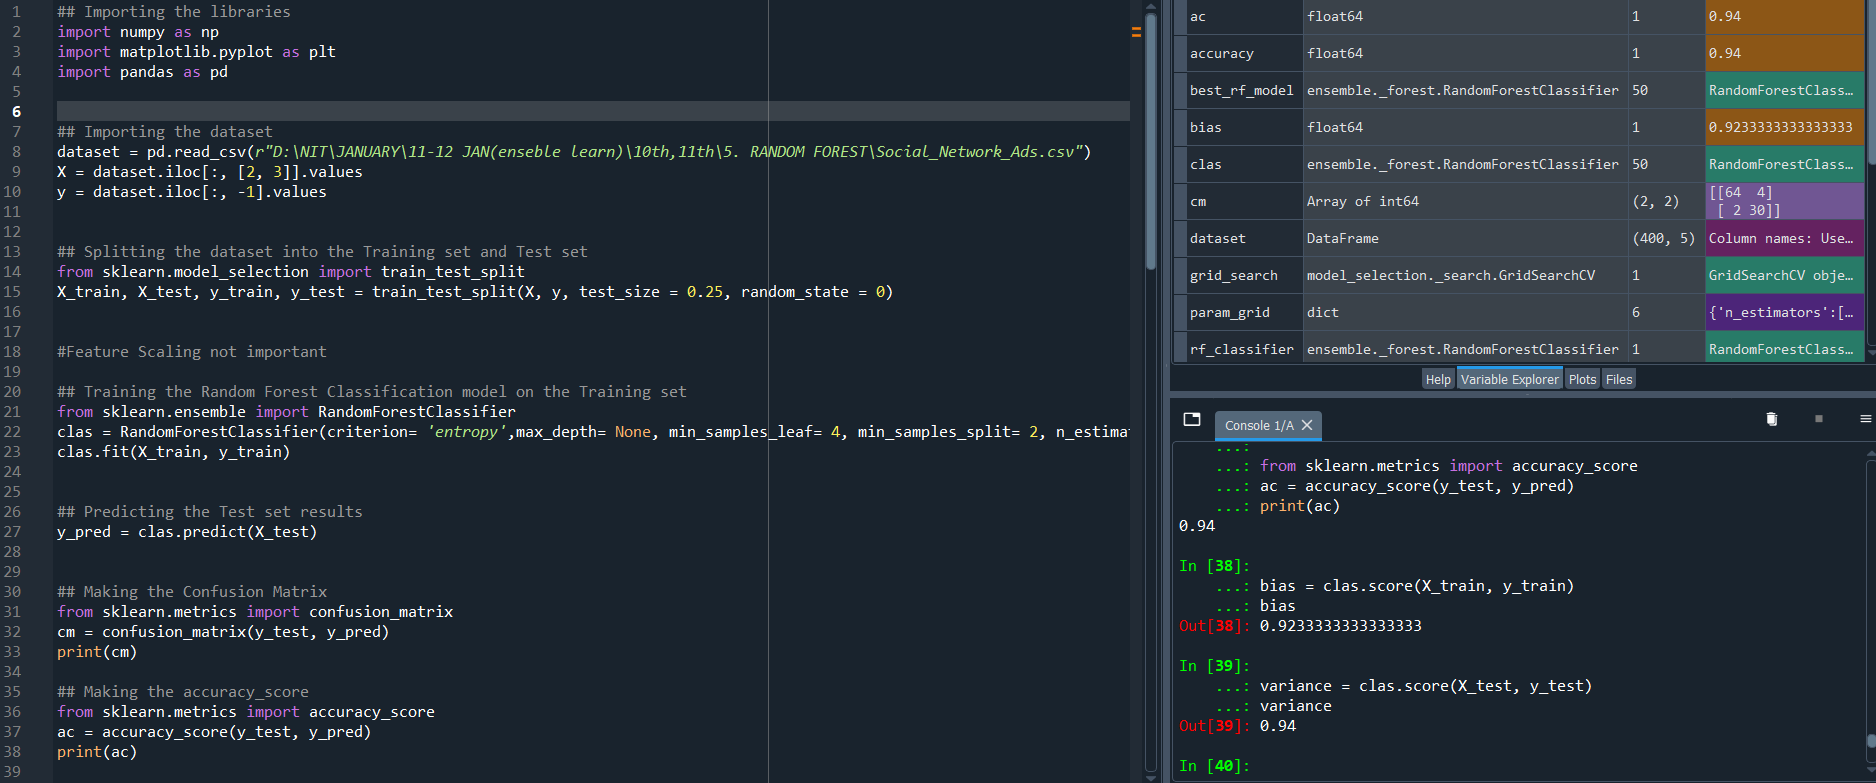 1 ## Importing the libraries
2 import numpy as np
3 import matplotlib.pyplot as plt
4 import pandas as pd
5
6
7 ## Importing the dataset
8 dataset = pd.read_csv(r"D:\NIT\JANUARY\11-12 JAN(enseble learn)\10th,11th\5. RANDOM FOREST\Social_Network_Ads.csv")
9 X = dataset.iloc[:, [2, 3]].values
10 y = dataset.iloc[:, -1].values
11
12
13 ## Splitting the dataset into the Training set and Test set
14 from sklearn.model_selection import train_test_split
15 X_train, X_test, y_train, y_test = train_test_split(X, y, test_size = 0.25, random_state = 0)
16
17
18 #Feature Scaling not important
19
20 ## Training the Random Forest Classification model on the Training set
21 from sklearn.ensemble import RandomForestClassifier
22 clas = RandomForestClassifier(criterion= 'entropy',max_depth= None, min_samples_leaf= 4, min_samples_split= 2, n_estima
23 clas.fit(X_train, y_train)
24
25
26 ## Predicting the Test set results
27 y_pred = clas.predict(X_test)
28
29
30 ## Making the Confusion Matrix
31 from sklearn.metrics import confusion_matrix
32 cm = confusion_matrix(y_test, y_pred)
33 print(cm)
34
35 ## Making the accuracy_score
36 from sklearn.metrics import accuracy_score
37 ac = accuracy_score(y_test, y_pred)
38 print(ac)
39
ac float64 1 0.94
accuracy float64 1 0.94
best_rf_model ensemble._forest.RandomForestClassifier 50 RandomForestClass…
bias float64 1 0.9233333333333333
clas ensemble._forest.RandomForestClassifier 50 RandomForestClass…
cm Array of int64 (2, 2) [[64  4]
[ 2 30]]
dataset DataFrame (400, 5) Column names: Use…
grid_search model_selection._search.GridSearchCV 1 GridSearchCV obje…
param_grid dict 6 {'n_estimators':[…
rf_classifier ensemble._forest.RandomForestClassifier 1 RandomForestClass…
Help Variable Explorer Plots Files
Console 1/A
...:
...: from sklearn.metrics import accuracy_score
...: ac = accuracy_score(y_test, y_pred)
...: print(ac)
0.94
In [38]:
...: bias = clas.score(X_train, y_train)
...: bias
Out[38]: 0.9233333333333333
In [39]:
...: variance = clas.score(X_test, y_test)
...: variance
Out[39]: 0.94
In [40]: